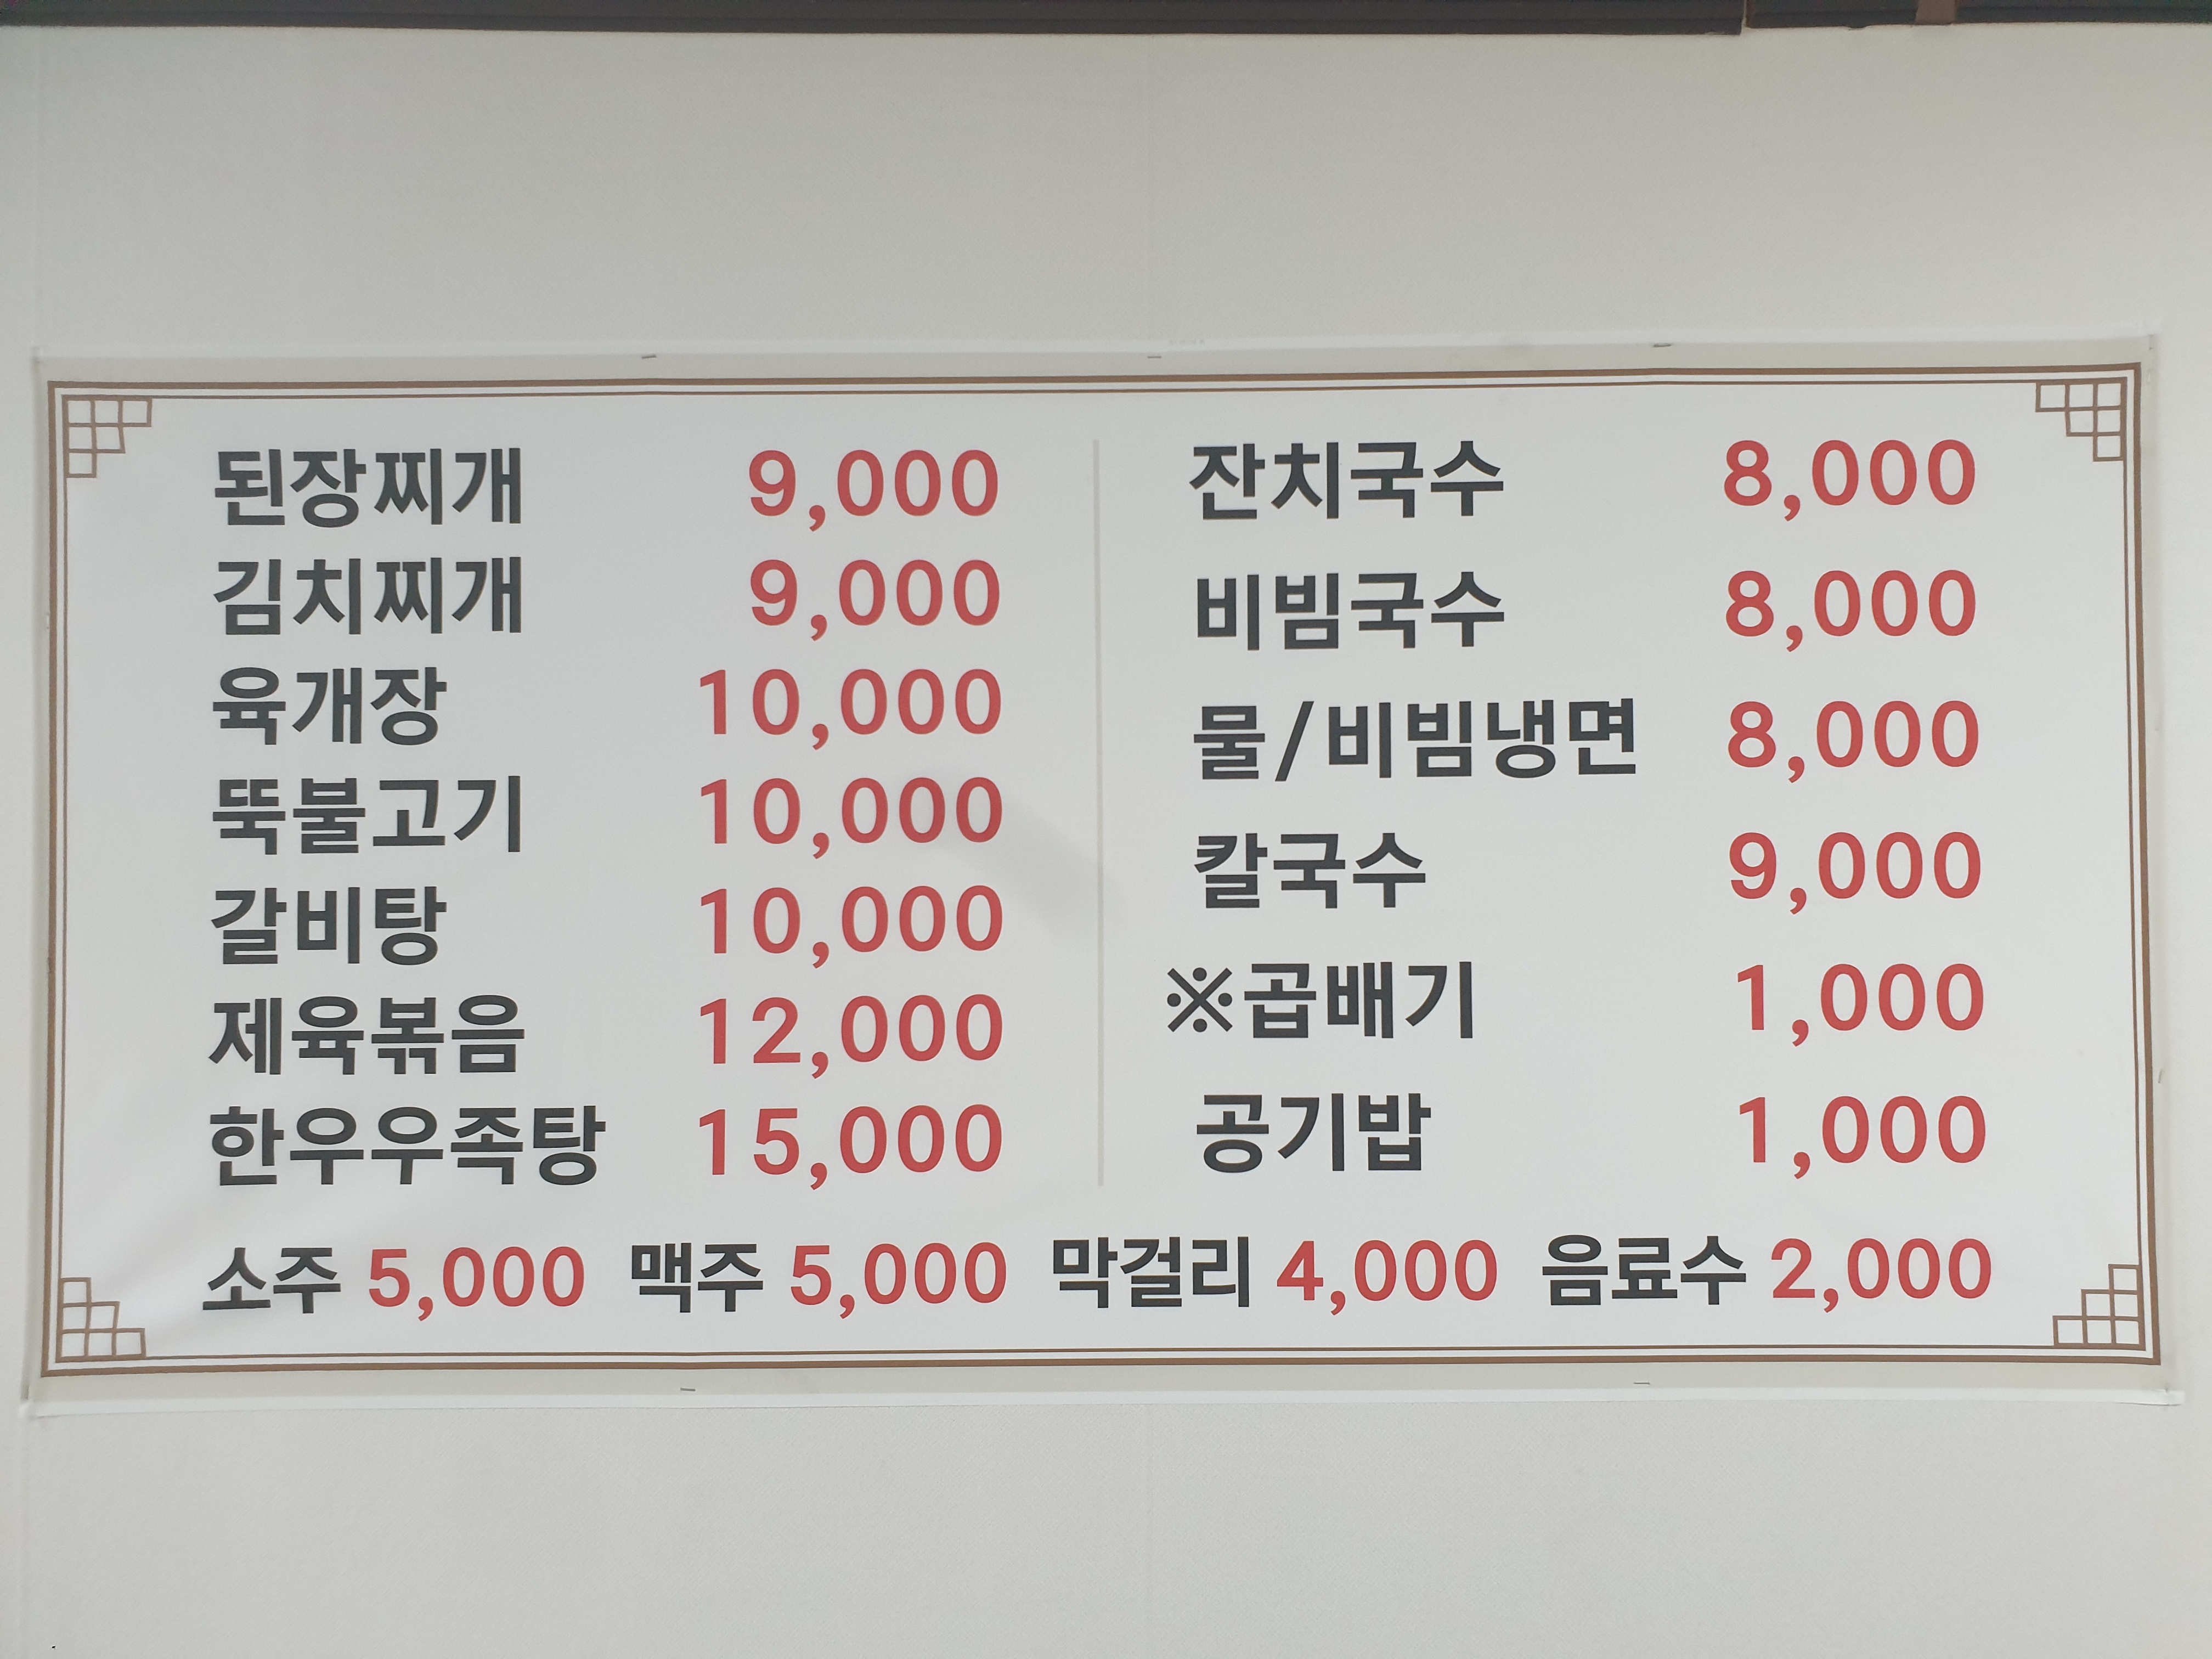 된장찌개 9,000
김치찌개 9,000
육개장 10,000
뚝불고기 10,000
갈비탕 10,000
제육볶음 12,000
한우우족탕 15,000
잔치국수 8,000
비빔국수 8,000
물/비빔냉면 8,000
칼국수 9,000
※곱배기 1,000
공기밥 1,000
소주 5,000 맥주 5,000 막걸리 4,000 음료수 2,000